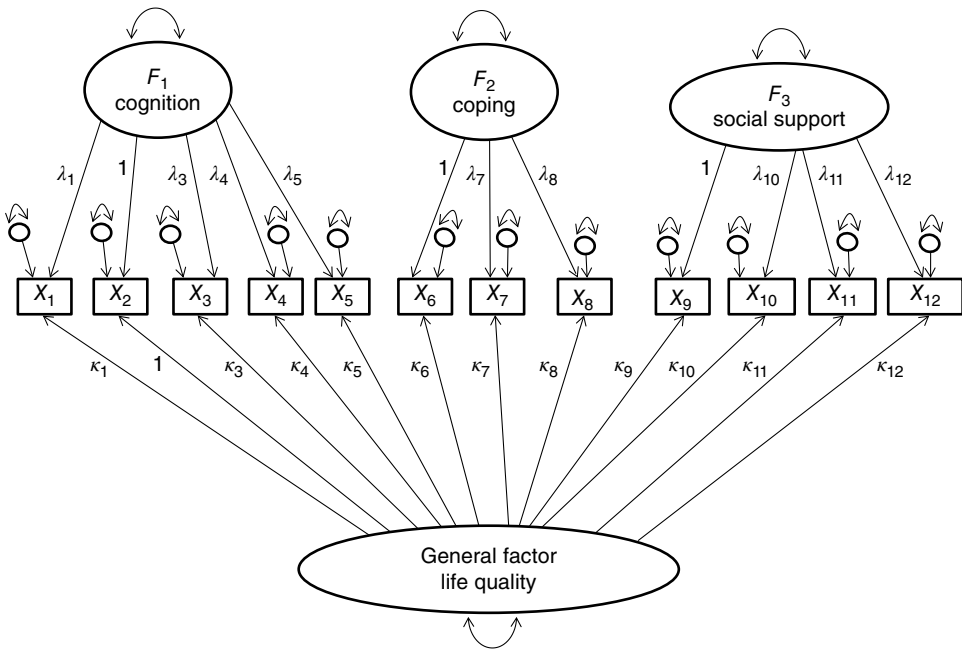 F₁
cognition
F₂
coping
F₃
social support
λ₁ 1 λ₃ λ₄ λ₅ 1 λ₇ λ₈ 1 λ₁₀ λ₁₁ λ₁₂
X₁ X₂ X₃ X₄ X₅ X₆ X₇ X₈ X₉ X₁₀ X₁₁ X₁₂
κ₁ 1 κ₃ κ₄ κ₅ κ₆ κ₇ κ₈ κ₉ κ₁₀ κ₁₁ κ₁₂
General factor
life quality